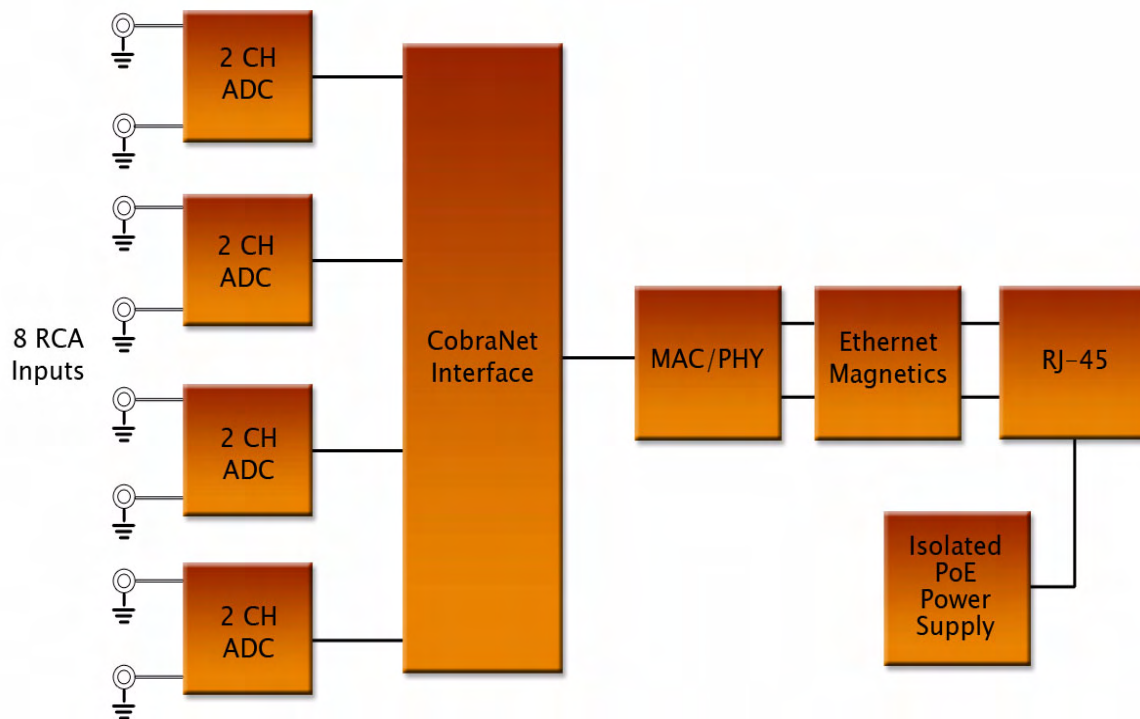 2 CH
ADC
2 CH
ADC
8 RCA
Inputs
2 CH
ADC
2 CH
ADC
CobraNet
Interface
MAC/PHY
Ethernet
Magnetics
RJ-45
Isolated
PoE
Power
Supply